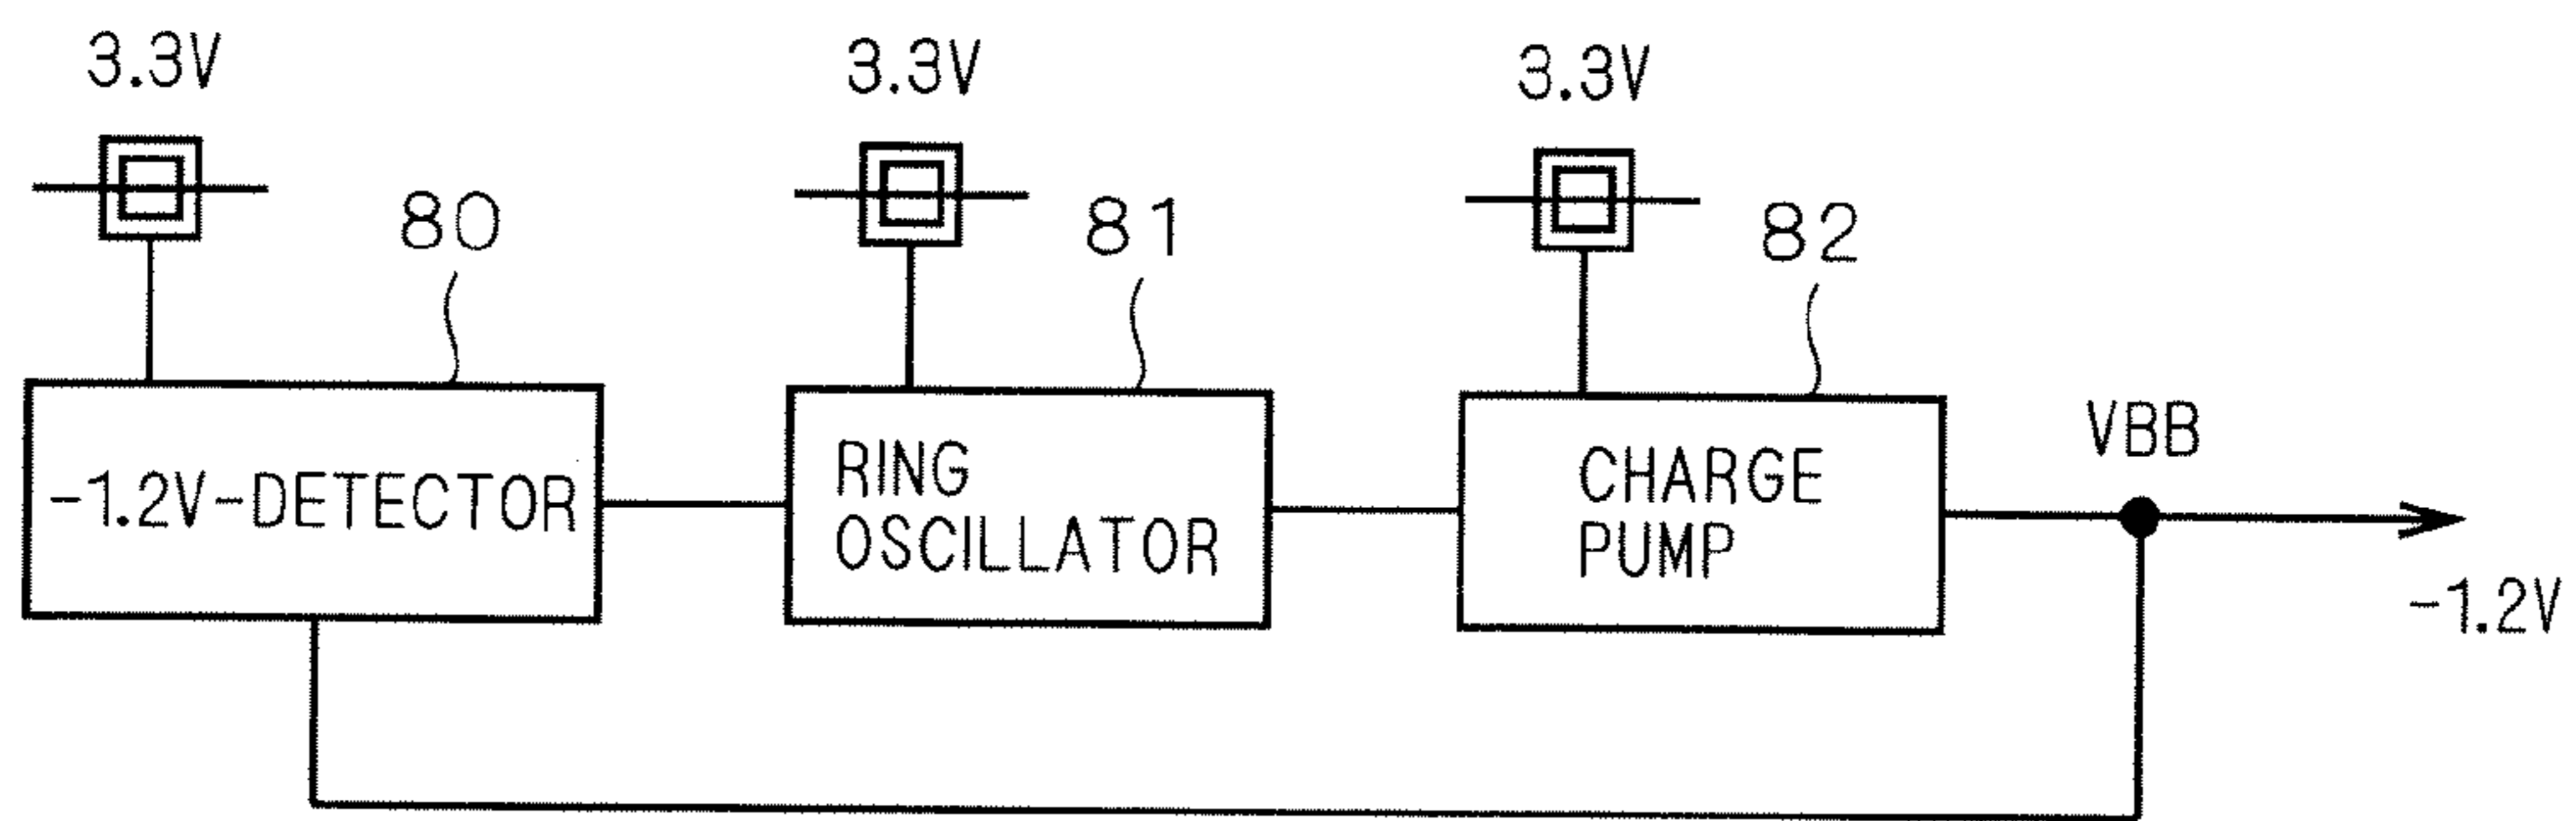 3.3V
3.3V
3.3V
80
81
82
-1.2V-DETECTOR
RING
OSCILLATOR
CHARGE
PUMP
VBB
-1.2V